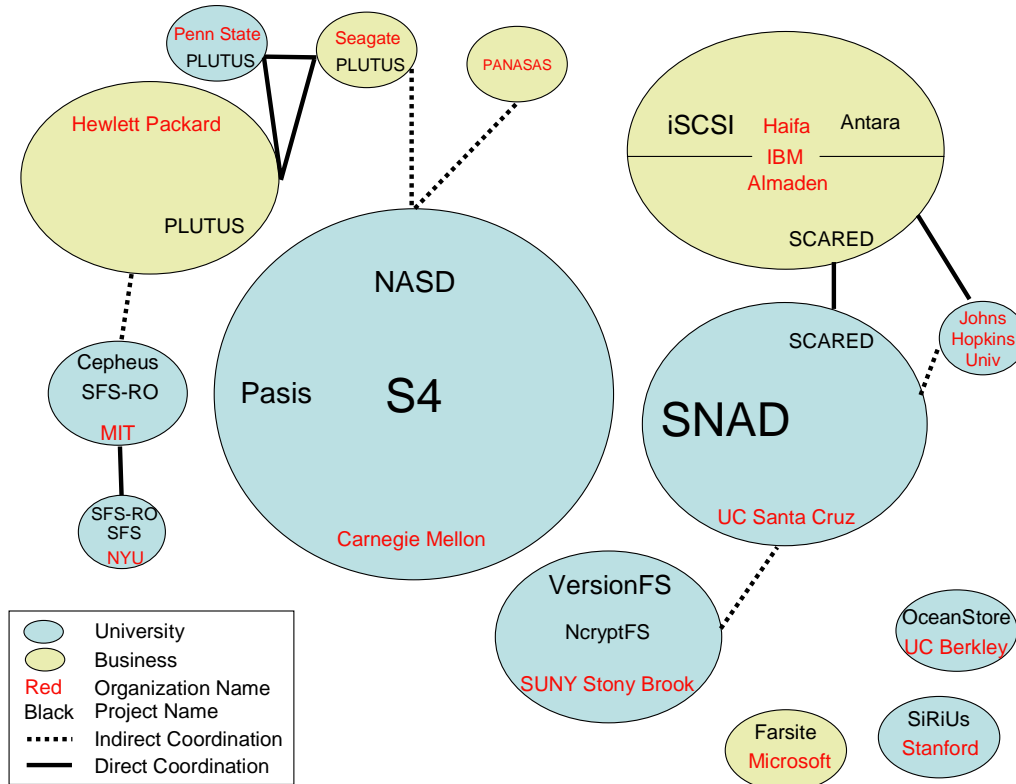 Penn State
PLUTUS
Seagate
PLUTUS
PANASAS
Hewlett Packard
PLUTUS
iSCSI
Haifa
Antara
IBM
Almaden
SCARED
NASD
Pasis
S4
Carnegie Mellon
SCARED
SNAD
UC Santa Cruz
Johns
Hopkins
Univ
Cepheus
SFS-RO
MIT
SFS-RO
SFS
NYU
VersionFS
NcryptFS
SUNY Stony Brook
OceanStore
UC Berkley
Farsite
Microsoft
SiRiUs
Stanford
University
Business
Red Organization Name
Black Project Name
Indirect Coordination
Direct Coordination